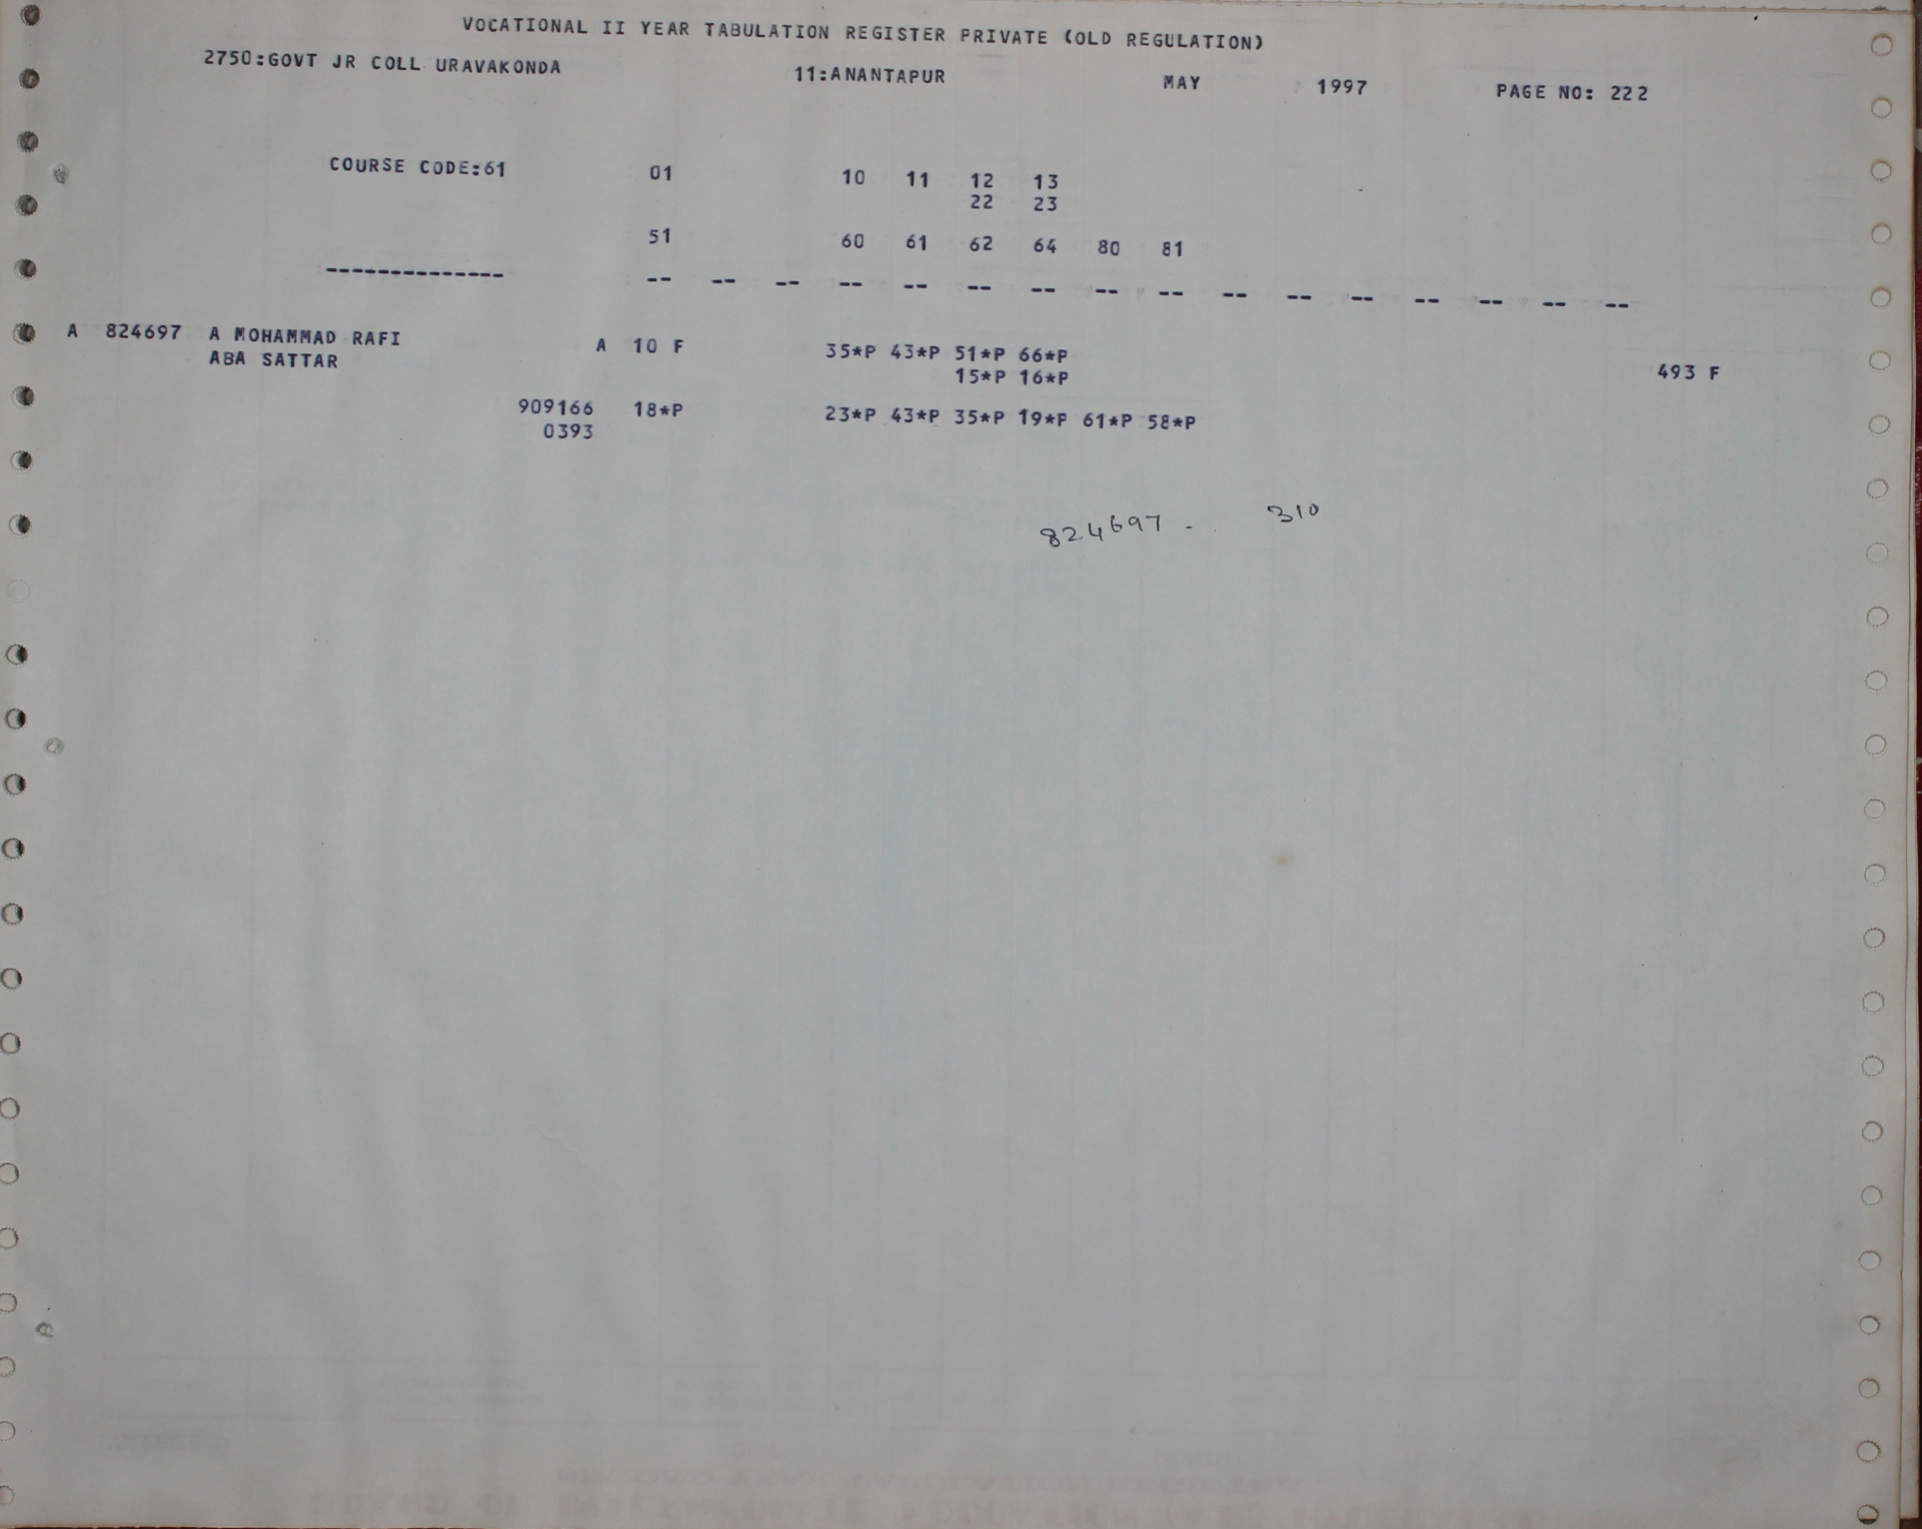 VOCATIONAL II YEAR TABULATION REGISTER PRIVATE (OLD REGULATION)
2750:GOVT JR COLL URAVAKONDA 11:ANANTAPUR MAY 1997 PAGE NO: 222
COURSE CODE:61 01 10 11 12 13
22 23
51 60 61 62 64 80 81
-------------- -- -- -- -- -- -- -- -- -- -- -- -- -- -- -- --
A 824697 A MOHAMMAD RAFI A 10 F 35*P 43*P 51*P 66*P
ABA SATTAR 15*P 16*P 493 F
909166 18*P 23*P 43*P 35*P 19*P 61*P 58*P
0393
824697 - 310